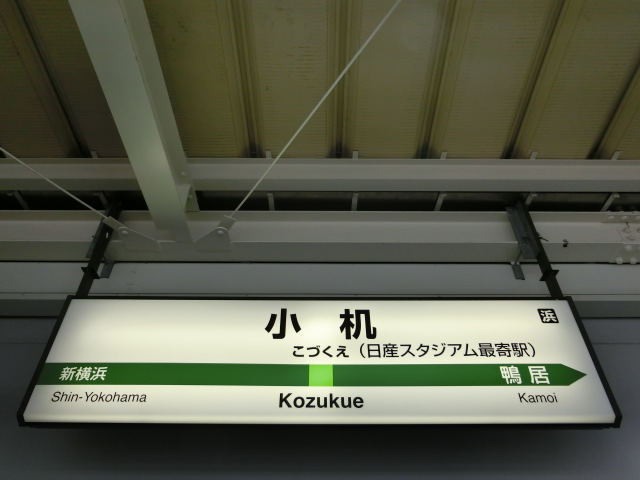 小机
浜
こづくえ（日産スタジアム最寄駅）
新横浜 鴨居
Shin-Yokohama Kozukue Kamoi